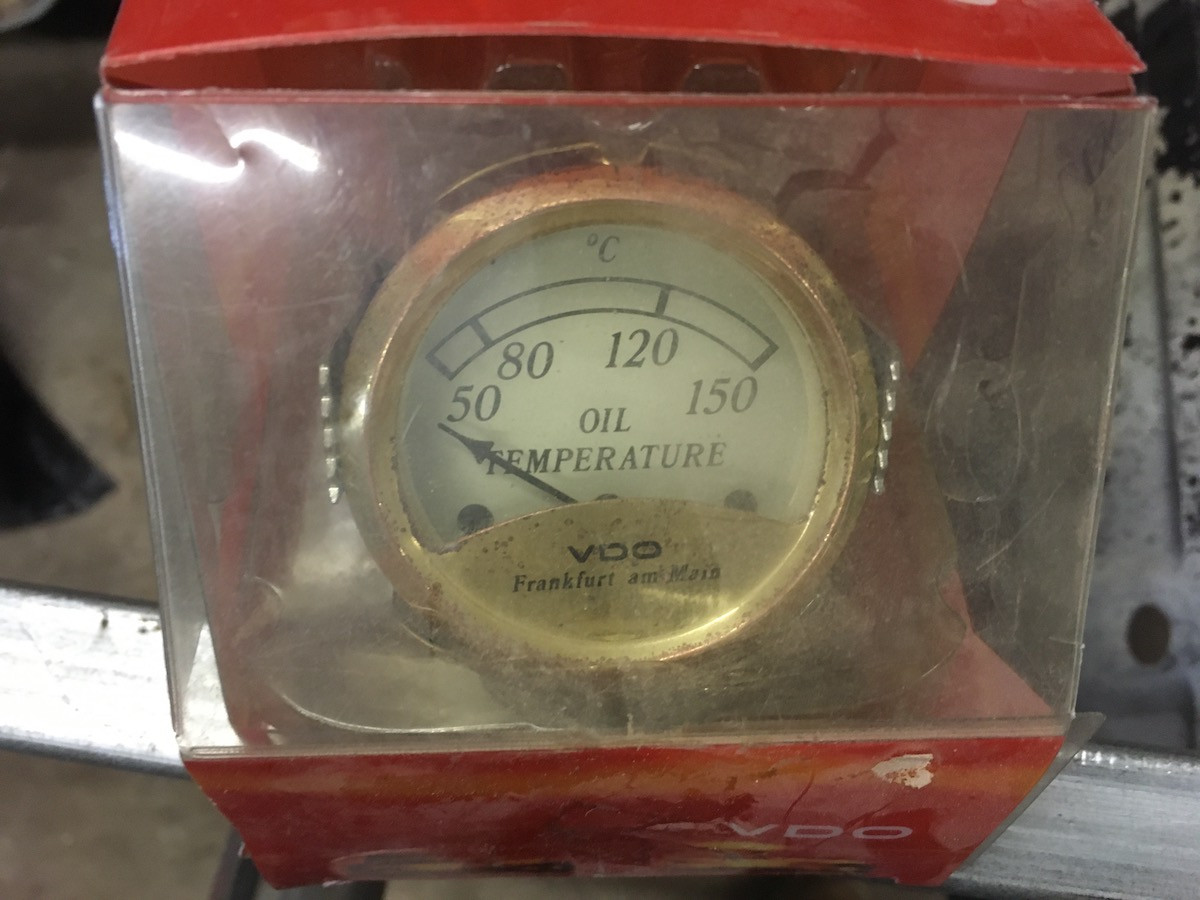 °C
80 120
50 150
OIL
TEMPERATURE
VDO
Frankfurt am Main
VDO